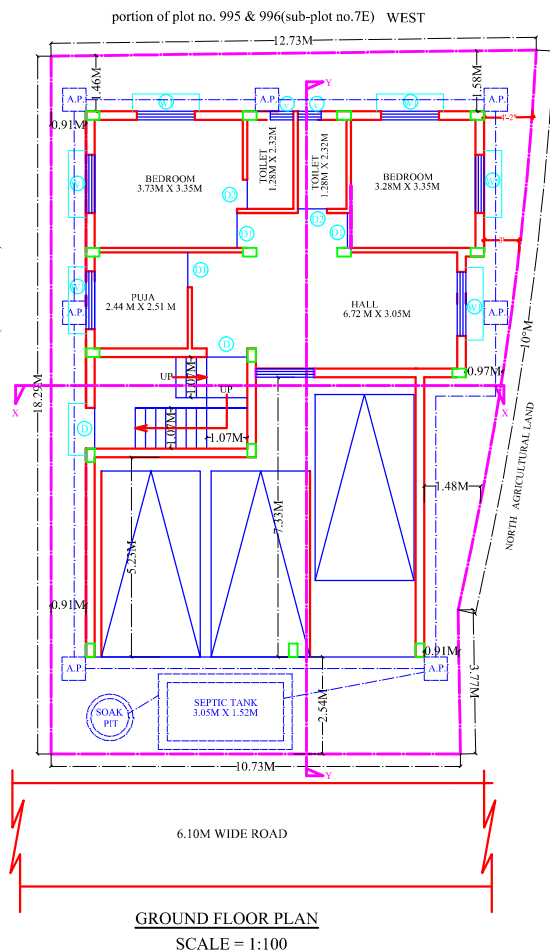 portion of plot no. 995 & 996(sub-plot no.7E) WEST
12.73M
Y
1.46M
1.58M
A.P.
A.P.
A.P.
W
V
V
W
0.91M
1'-2"
BEDROOM
3.73M X 3.35M
TOILET
1.28M X 2.32M
TOILET
1.28M X 2.32M
BEDROOM
3.28M X 3.35M
W
W
D2
D2
D1
D1
3'
D1
PUJA
2.44 M X 2.51 M
HALL
6.72 M X 3.05M
W
W
A.P.
A.P.
D
10°M
18.29M
UP
1.07M
UP
0.97M
X
X
D
1.07M
1.07M
NORTH AGRICULTURAL LAND
1.48M
7.33M
5.23M
0.91M
0.91M
A.P.
A.P.
3.77M
2.54M
SOAK
PIT
SEPTIC TANK
3.05M X 1.52M
10.73M
Y
6.10M WIDE ROAD
GROUND FLOOR PLAN
SCALE = 1:100